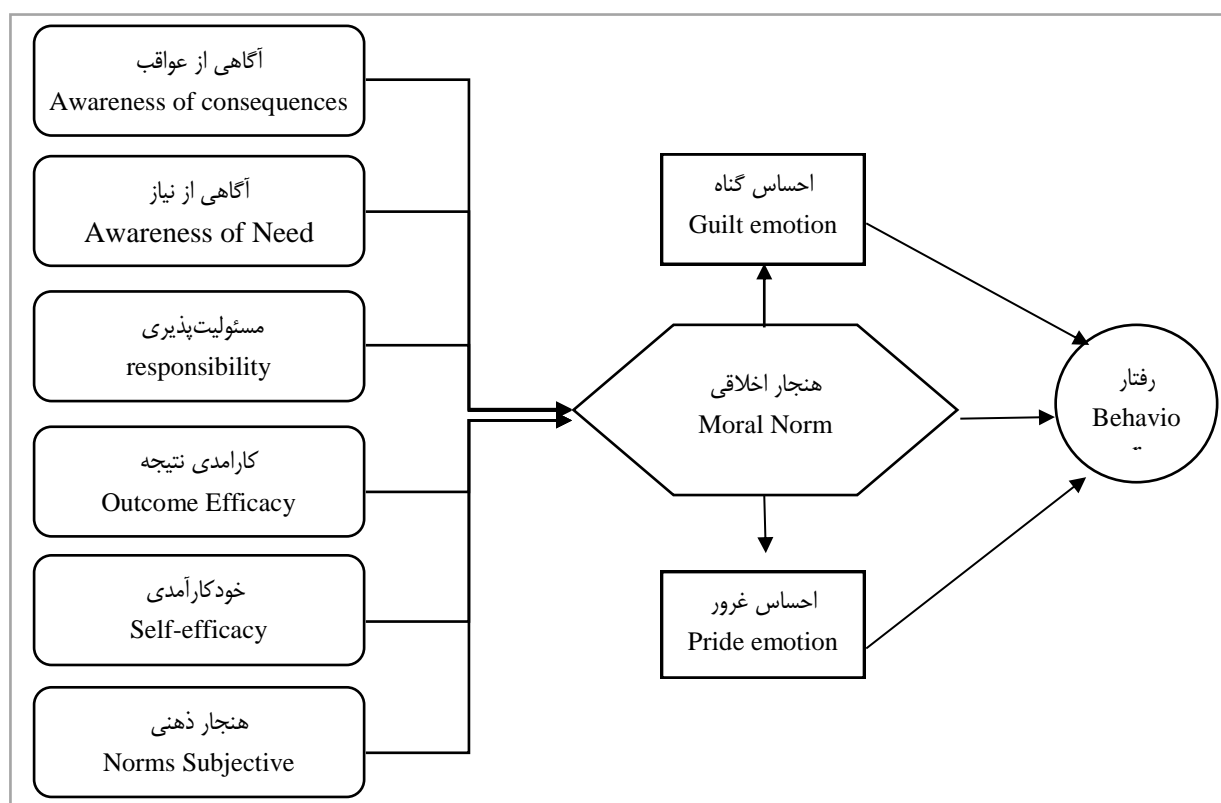 آگاهی از عواقب
Awareness of consequences
آگاهی از نیاز
Awareness of Need
مسئولیت‌پذیری
responsibility
کارامدی نتیجه
Outcome Efficacy
خودکارآمدی
Self-efficacy
هنجار ذهنی
Norms Subjective
احساس گناه
Guilt emotion
هنجار اخلاقی
Moral Norm
احساس غرور
Pride emotion
رفتار
Behavio